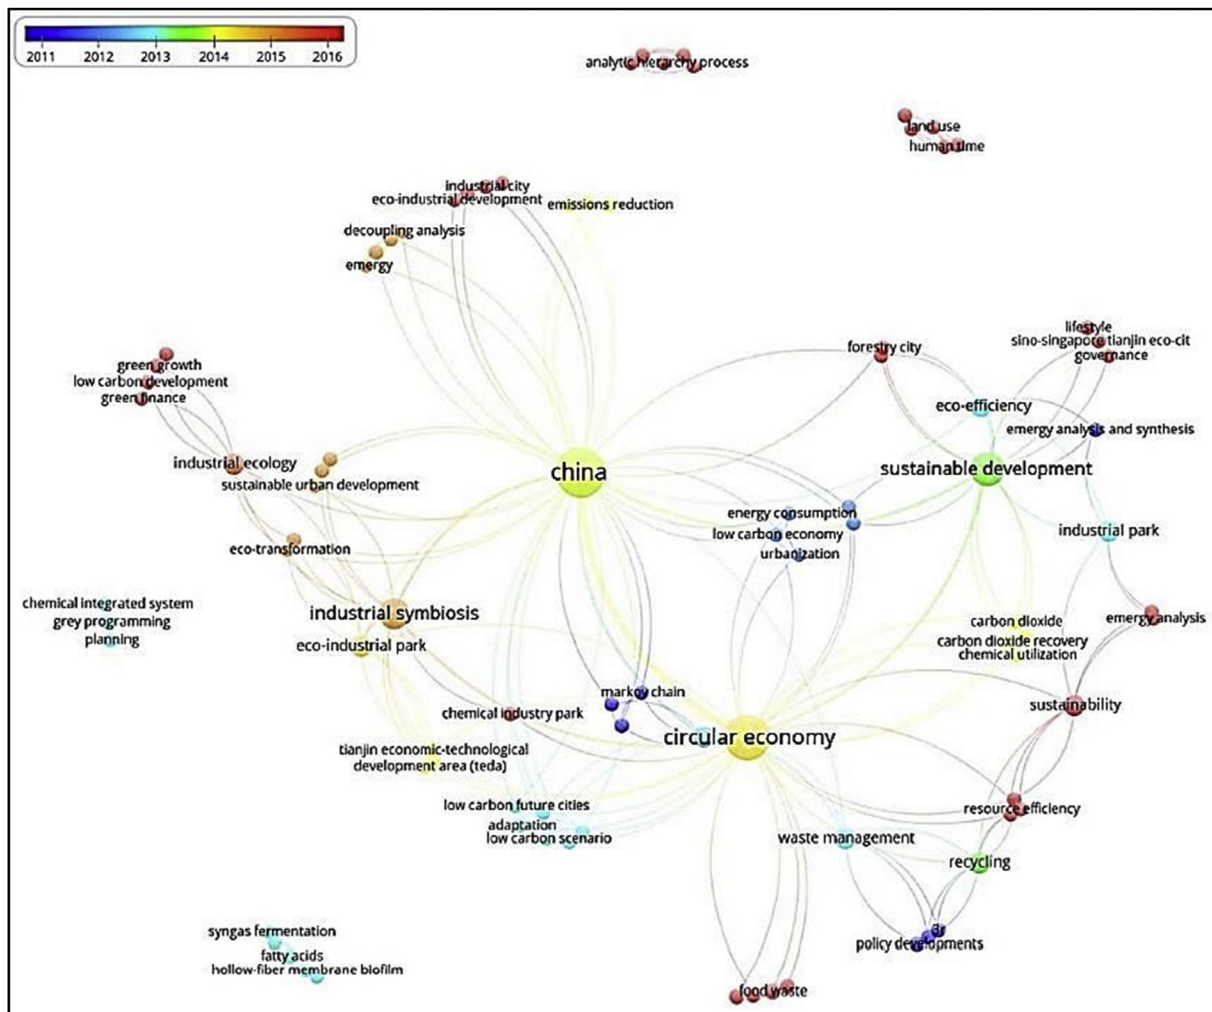 2011 2012 2013 2014 2015 2016
analytic hierarchy process
land use
human time
industrial city
eco-industrial development
emissions reduction
decoupling analysis
emergy
lifestyle
sino-singapore tianjin eco-cit
governance
forestry city
green growth
low carbon development
green finance
eco-efficiency
emergy analysis and synthesis
industrial ecology
sustainable urban development
china
sustainable development
energy consumption
low carbon economy
urbanization
industrial park
eco-transformation
chemical integrated system
grey programming
planning
industrial symbiosis
eco-industrial park
carbon dioxide
carbon dioxide recovery
chemical utilization
emergy analysis
markov chain
chemical industry park
sustainability
circular economy
tianjin economic-technological
development area (teda)
low carbon future cities
adaptation
low carbon scenario
resource efficiency
waste management
recycling
3r
policy developments
syngas fermentation
fatty acids
hollow-fiber membrane biofilm
food waste